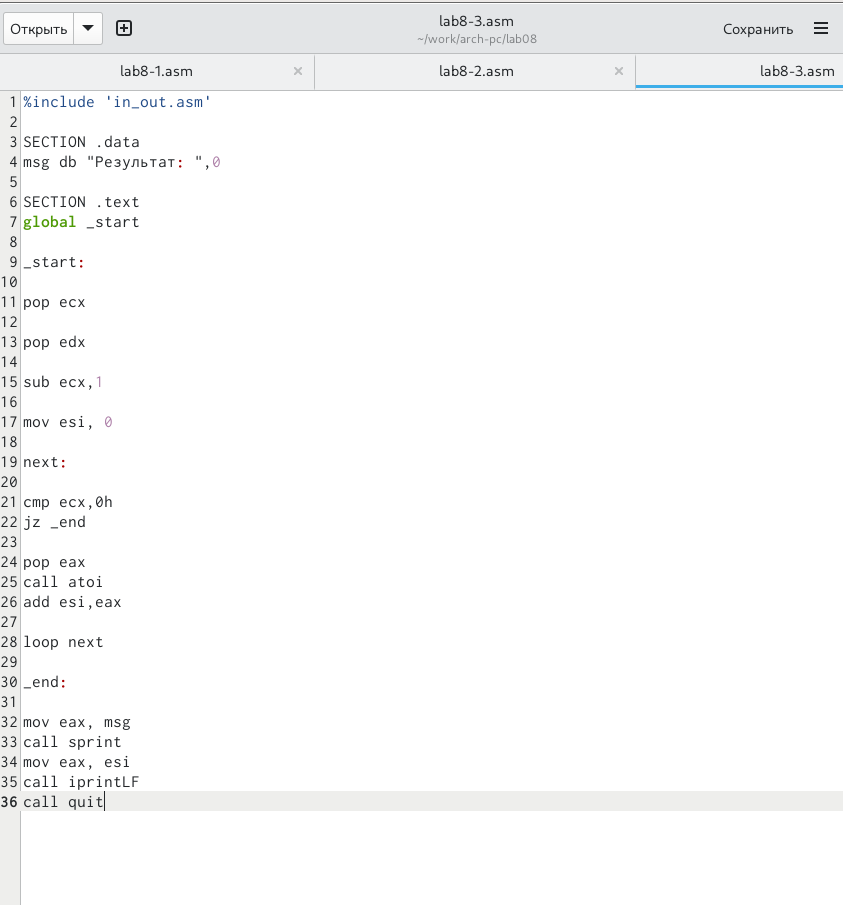 Открыть
lab8-3.asm
~/work/arch-pc/lab08
Сохранить
lab8-1.asm
lab8-2.asm
lab8-3.asm
1 %include 'in_out.asm'
2
3 SECTION .data
4 msg db "Результат: ",0
5
6 SECTION .text
7 global _start
8
9 _start:
10
11 pop ecx
12
13 pop edx
14
15 sub ecx,1
16
17 mov esi, 0
18
19 next:
20
21 cmp ecx,0h
22 jz _end
23
24 pop eax
25 call atoi
26 add esi,eax
27
28 loop next
29
30 _end:
31
32 mov eax, msg
33 call sprint
34 mov eax, esi
35 call iprintLF
36 call quit